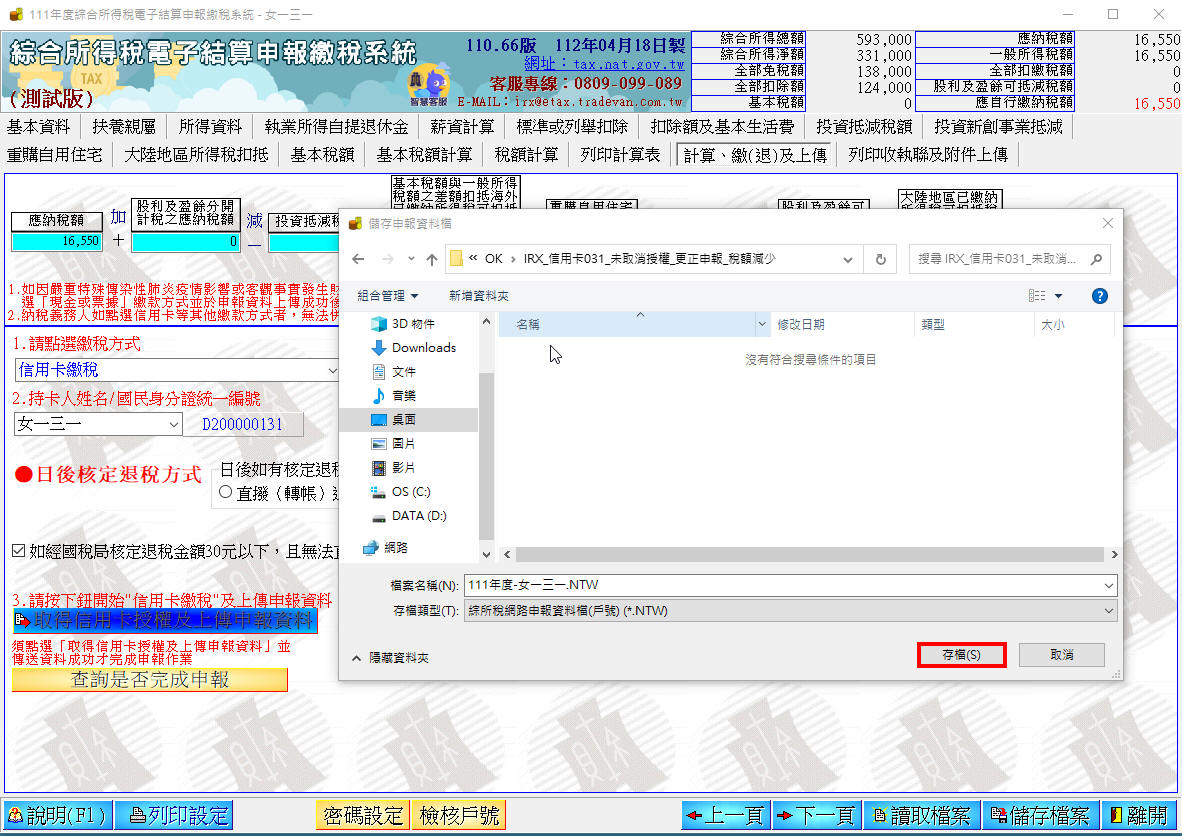 111年度綜合所得稅電子結算申報繳稅系統 - 女一三一
綜合所得稅電子結算申報繳稅系統
TAX
(測試版)
110.66版 112年04月18日製
網址：tax.nat.gov.tw
客服專線：0809-099-089
E-MAIL：irx@etax.tradevan.com.tw
智慧客服
綜合所得總額 593,000 應納稅額 16,550
綜合所得淨額 331,000 一般所得稅額 16,550
全部免稅額 138,000 全部扣繳稅額 0
全部扣除額 124,000 股利及盈餘可抵減稅額 0
基本稅額 0 應自行繳納稅額 16,550
基本資料 扶養親屬 所得資料 執業所得自提退休金 薪資計算 標準或列舉扣除 扣除額及基本生活費 投資抵減稅額 投資新創事業抵減
重購自用住宅 大陸地區所得稅扣抵 基本稅額 基本稅額計算 稅額計算 列印計算表 計算、繳(退)及上傳 列印收執聯及附件上傳
應納稅額
16,550
加
＋
股利及盈餘分開
計稅之應納稅額
0
減
－
投資抵減稅
基本稅額與一般所得
稅額之差額扣抵海外
重購自用住宅
股利及盈餘可
大陸地區已繳納
1.如因嚴重特殊傳染性肺炎疫情影響或客觀事實發生財
選「現金或票據」繳款方式並於申報資料上傳成功後
2.納稅義務人如點選信用卡等其他繳款方式者，無法併
1.請點選繳稅方式
信用卡繳稅
2.持卡人姓名/國民身分證統一編號
女一三一 D200000131
●日後核定退稅方式
日後如有核定退稅
直撥（轉帳）退
如經國稅局核定退稅金額30元以下，且無法直
3.請按下鈕開始"信用卡繳稅"及上傳申報資料
取得信用卡授權及上傳申報資料
須點選「取得信用卡授權及上傳申報資料」並
傳送資料成功才完成申報作業
查詢是否完成申報
儲存申報資料檔
« OK › IRX_信用卡031_未取消授權_更正申報_稅額減少
搜尋 IRX_信用卡031_未取消...
組合管理 新增資料夾
名稱 修改日期 類型 大小
沒有符合搜尋條件的項目
3D 物件
Downloads
文件
音樂
桌面
圖片
影片
OS (C:)
DATA (D:)
網路
檔案名稱(N): 111年度-女一三一.NTW
存檔類型(T): 綜所稅網路申報資料檔(戶號) (*.NTW)
隱藏資料夾
存檔(S) 取消
說明(F1) 列印設定 密碼設定 檢核戶號 上一頁 下一頁 讀取檔案 儲存檔案 離開